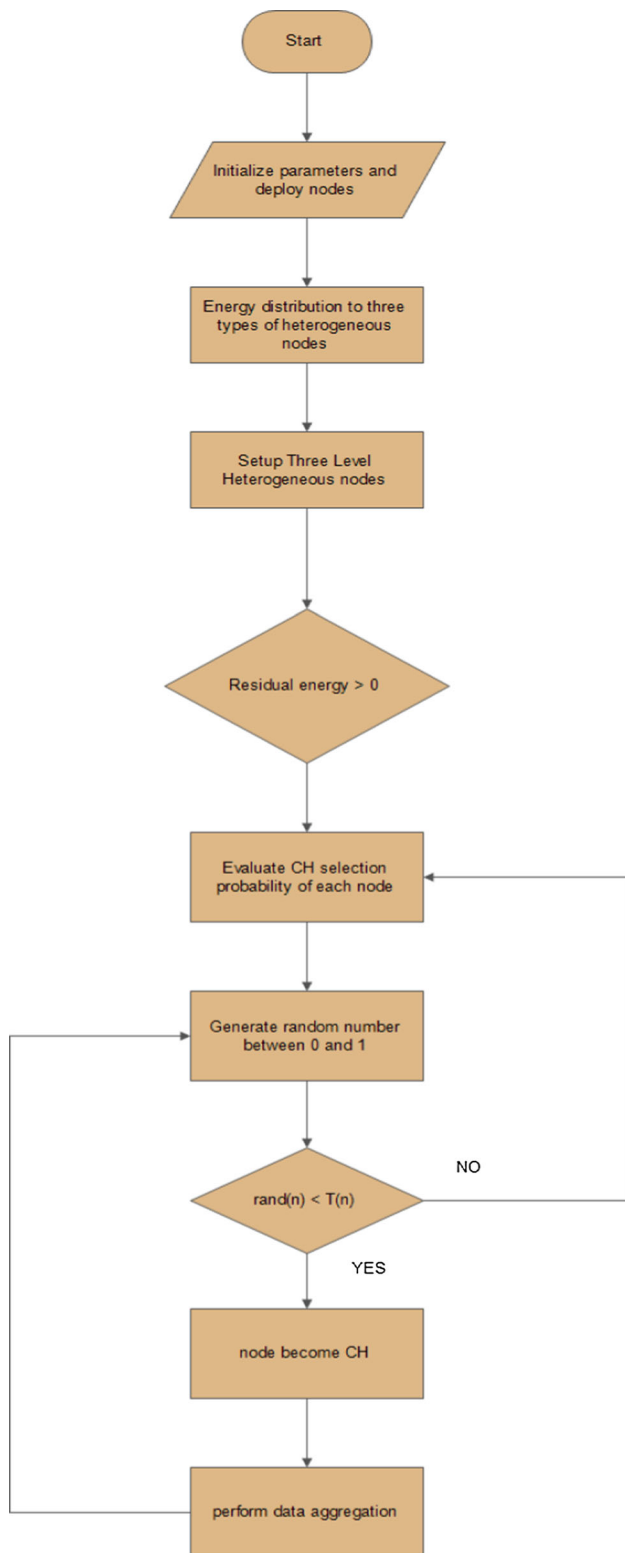 Start
Initialize parameters and
deploy nodes
Energy distribution to three
types of heterogeneous
nodes
Setup Three Level
Heterogeneous nodes
Residual energy > 0
Evaluate CH selection
probability of each node
Generate random number
between 0 and 1
rand(n) < T(n)
NO
YES
node become CH
perform data aggregation